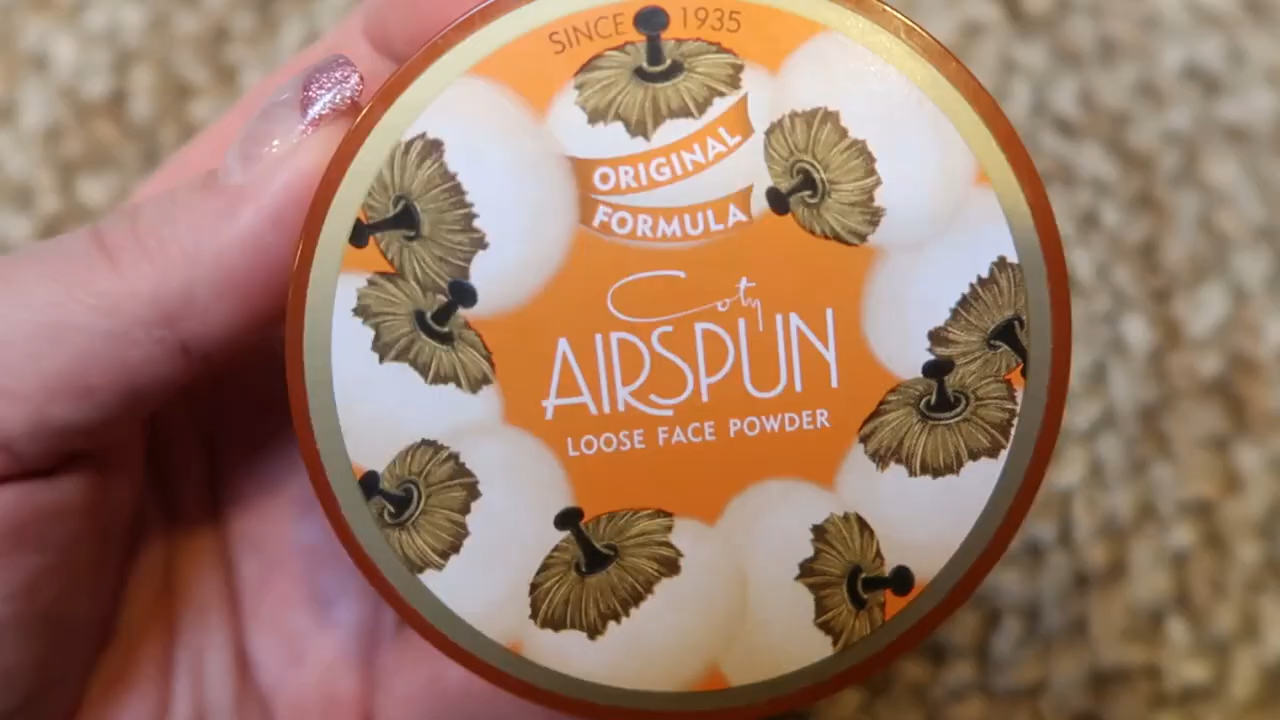 SINCE 1935
ORIGINAL
FORMULA
Coty
AIRSPUN
LOOSE FACE POWDER